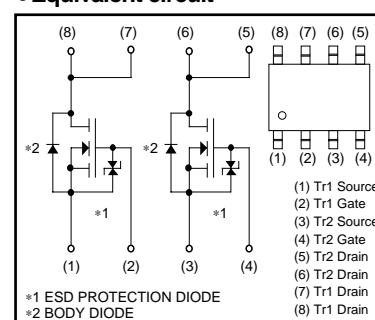 Equivalent circuit
(8) (7) (6) (5)
(8) (7) (6) (5)
∗2 ∗2
∗1 ∗1
(1) (2) (3) (4)
(1) (2) (3) (4)
(1) Tr1 Source
(2) Tr1 Gate
(3) Tr2 Source
(4) Tr2 Gate
(5) Tr2 Drain
(6) Tr2 Drain
(7) Tr1 Drain
(8) Tr1 Drain
∗1 ESD PROTECTION DIODE
∗2 BODY DIODE